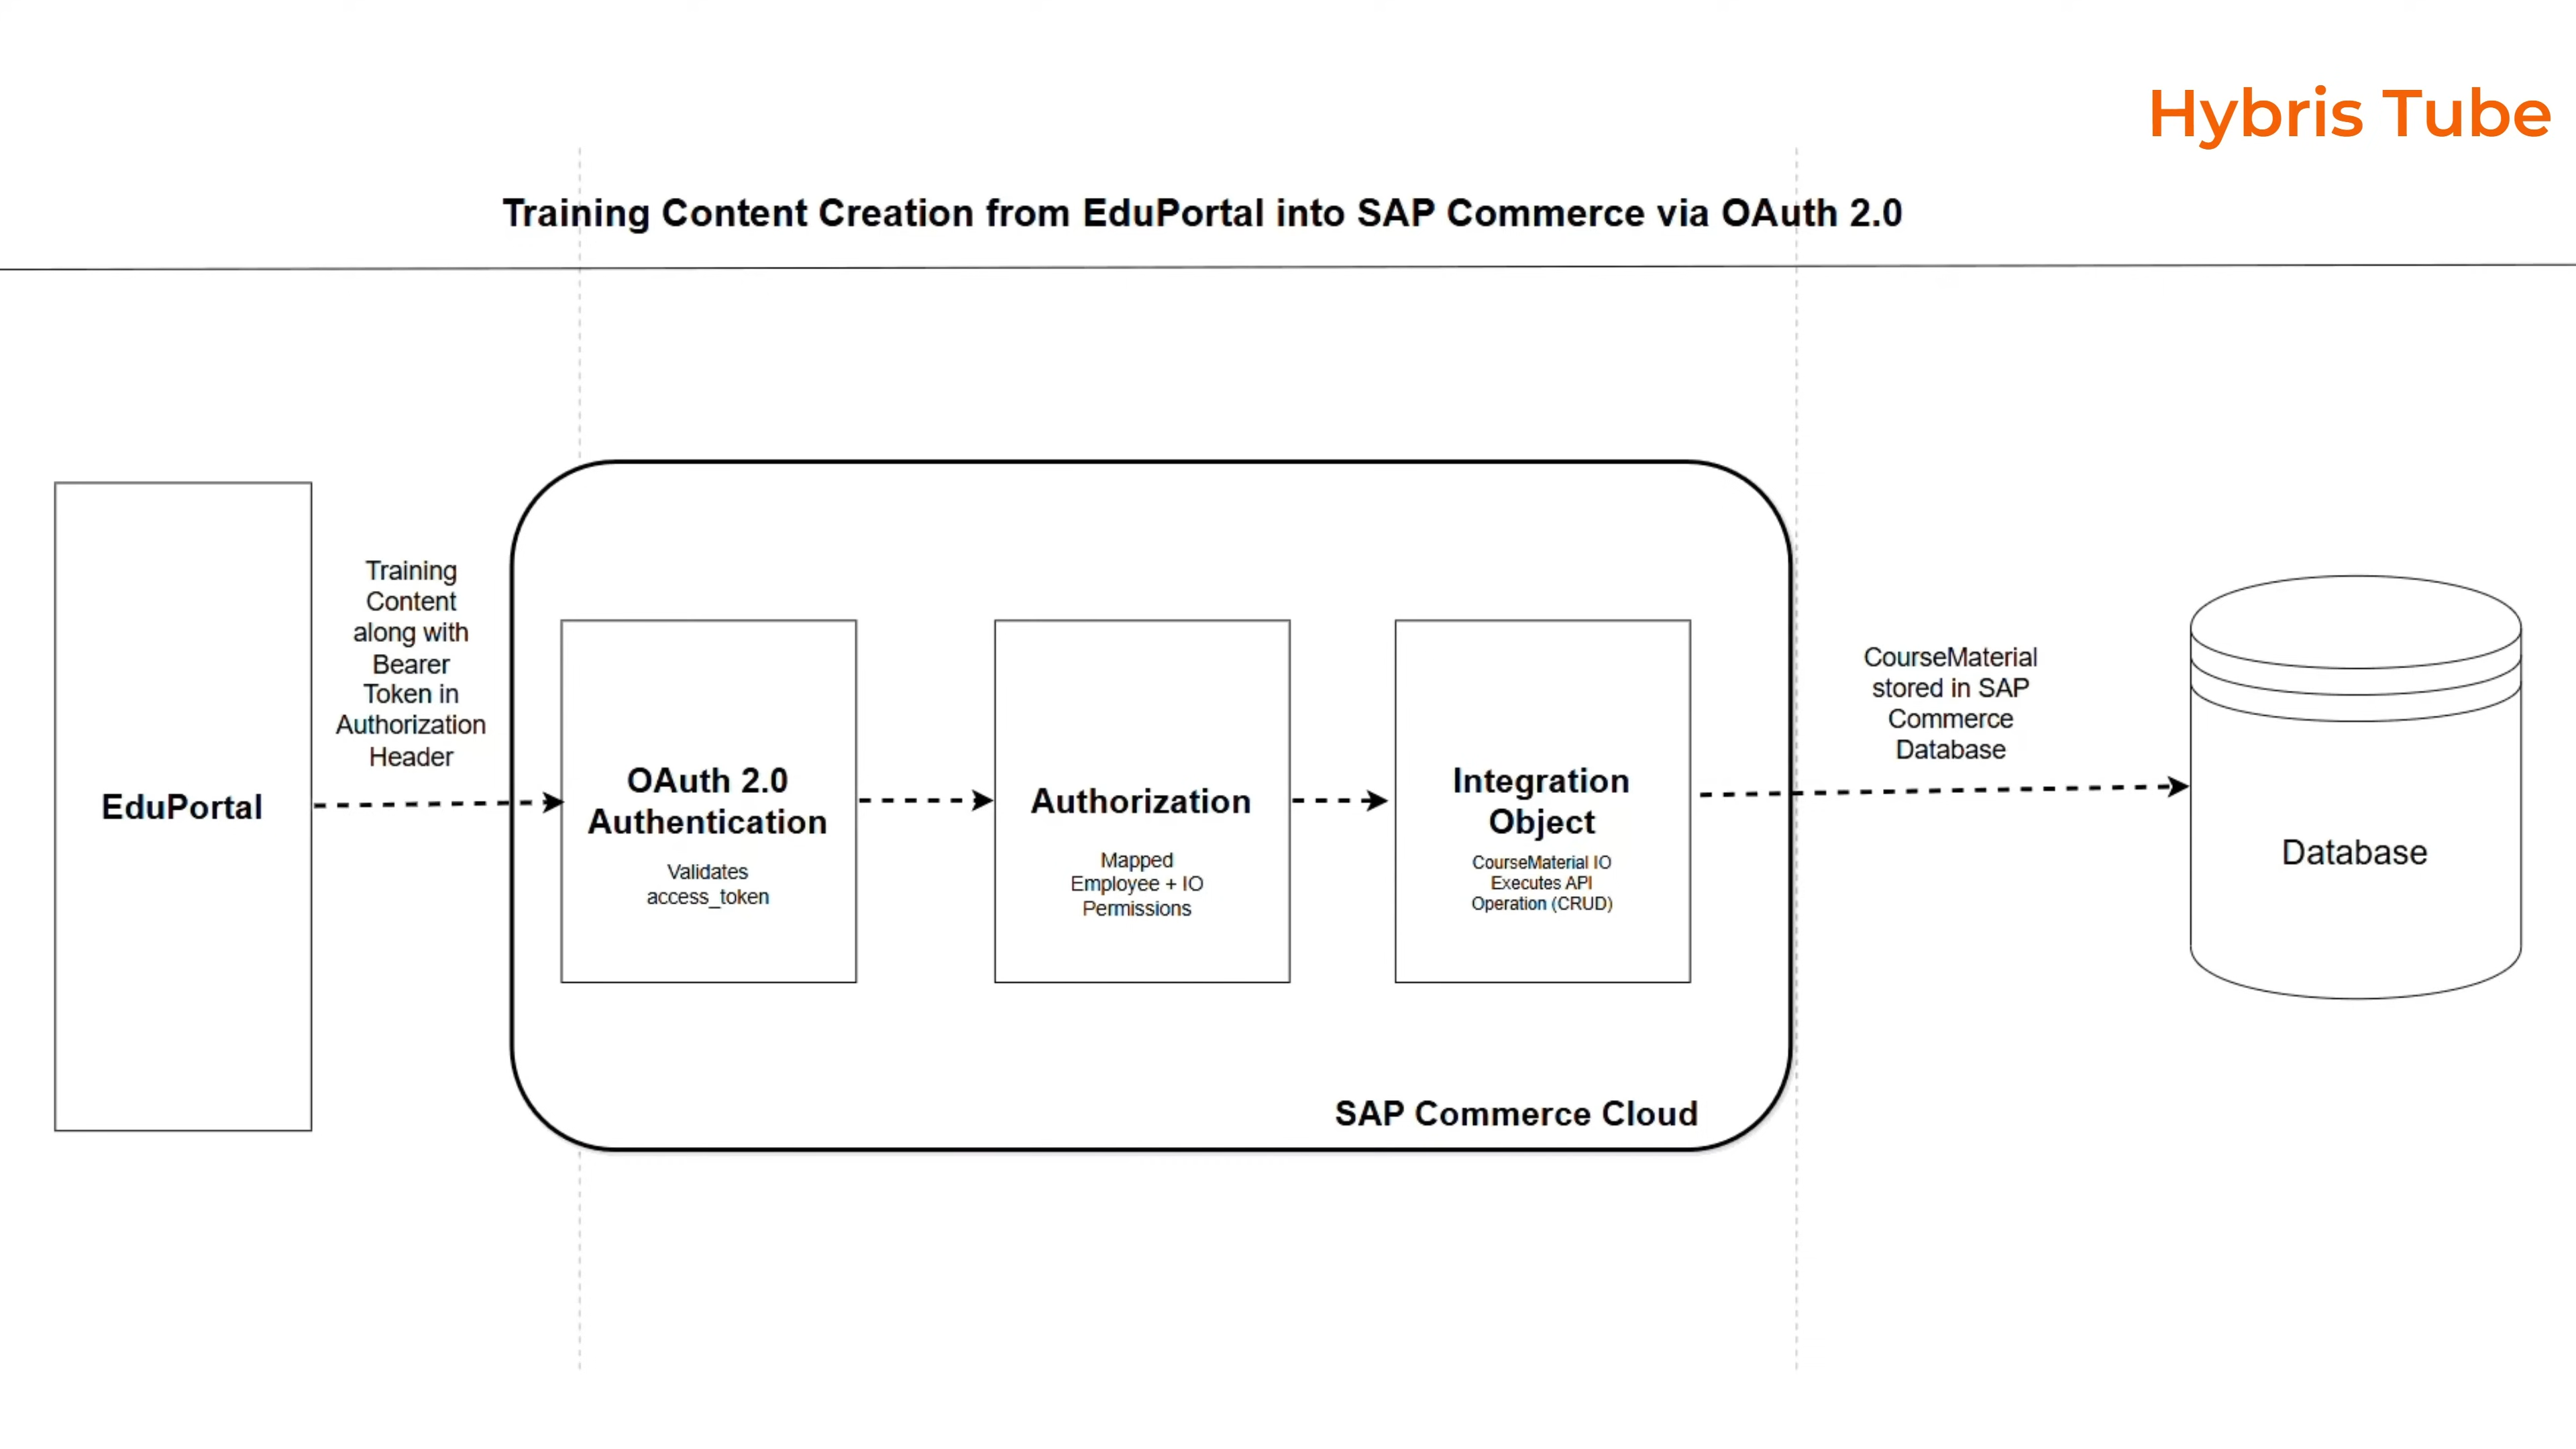 Hybris Tube
Training Content Creation from EduPortal into SAP Commerce via OAuth 2.0
EduPortal
Training
Content
along with
Bearer
Token in
Authorization
Header
OAuth 2.0
Authentication
Validates
access_token
Authorization
Mapped
Employee + IO
Permissions
Integration
Object
CourseMaterial IO
Executes API
Operation (CRUD)
SAP Commerce Cloud
CourseMaterial
stored in SAP
Commerce
Database
Database